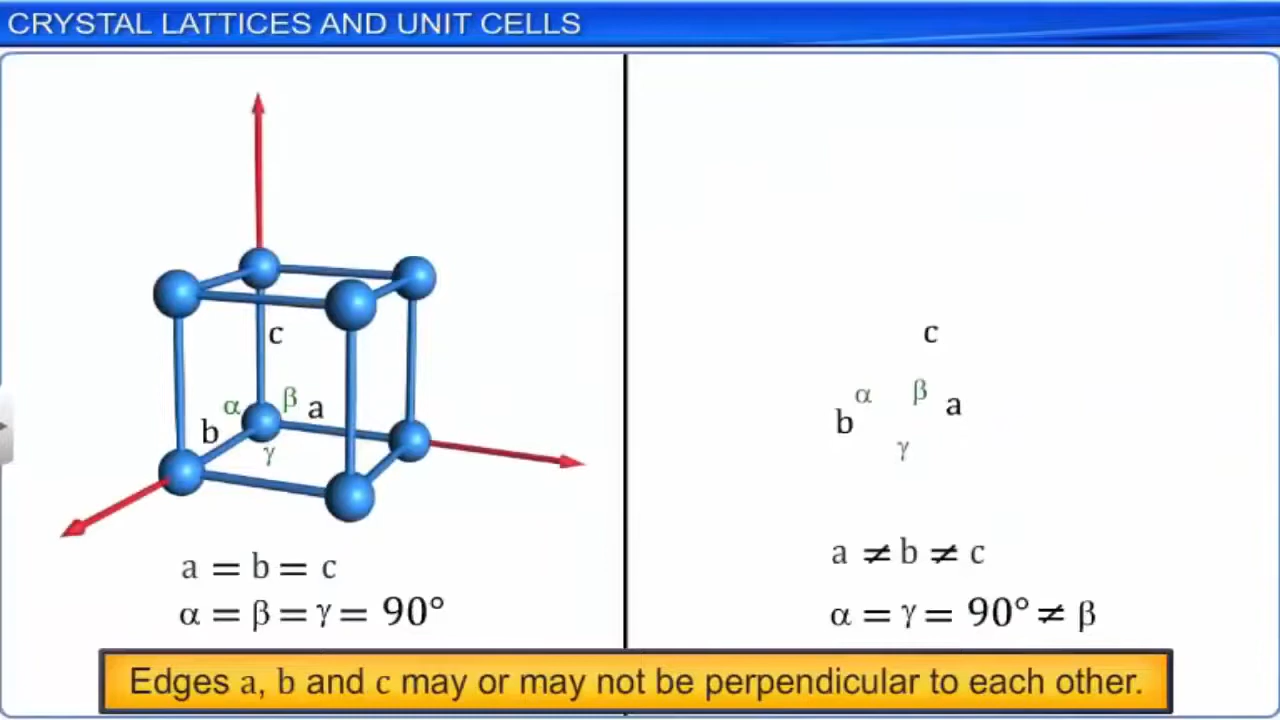 CRYSTAL LATTICES AND UNIT CELLS
c
α β a
b
γ
a = b = c
α = β = γ = 90°
c
α β a
b
γ
a ≠ b ≠ c
α = γ = 90° ≠ β
Edges a, b and c may or may not be perpendicular to each other.